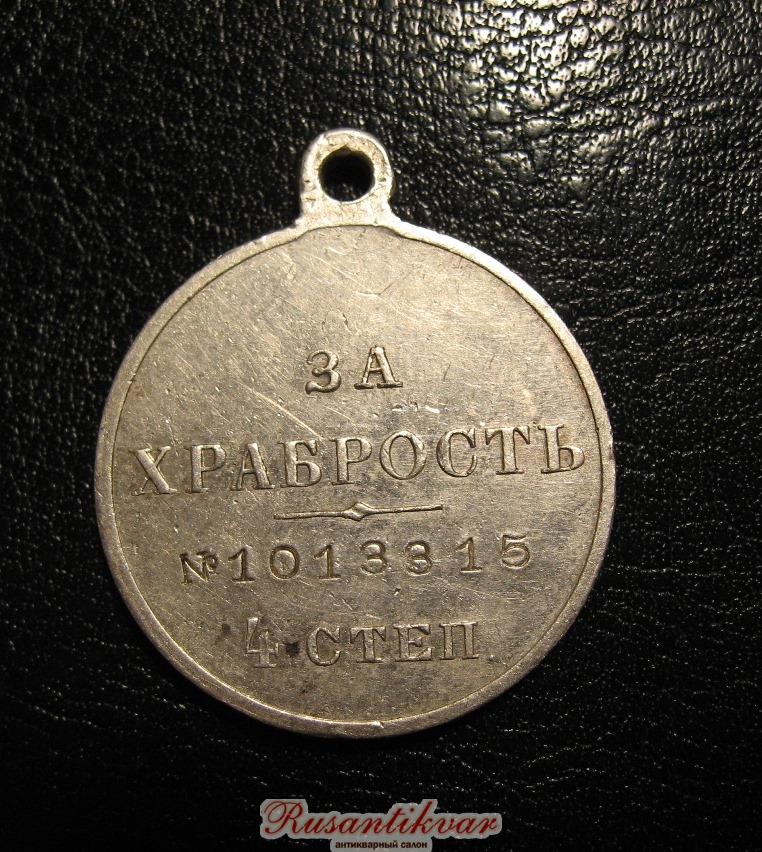 ЗА
ХРАБРОСТЬ
№1013315
4 СТЕП
Rusantikvar
антикварный салон